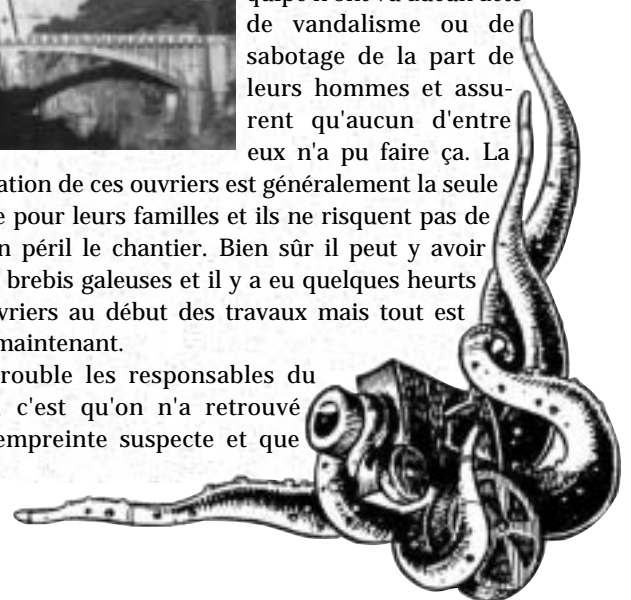 de vandalisme ou de
sabotage de la part de
leurs hommes et assu-
rent qu'aucun d'entre
eux n'a pu faire ça. La
ation de ces ouvriers est généralement la seule
e pour leurs familles et ils ne risquent pas de
n péril le chantier. Bien sûr il peut y avoir
brebis galeuses et il y a eu quelques heurts
vriers au début des travaux mais tout est
maintenant.
rouble les responsables du
c'est qu'on n'a retrouvé
empreinte suspecte et que